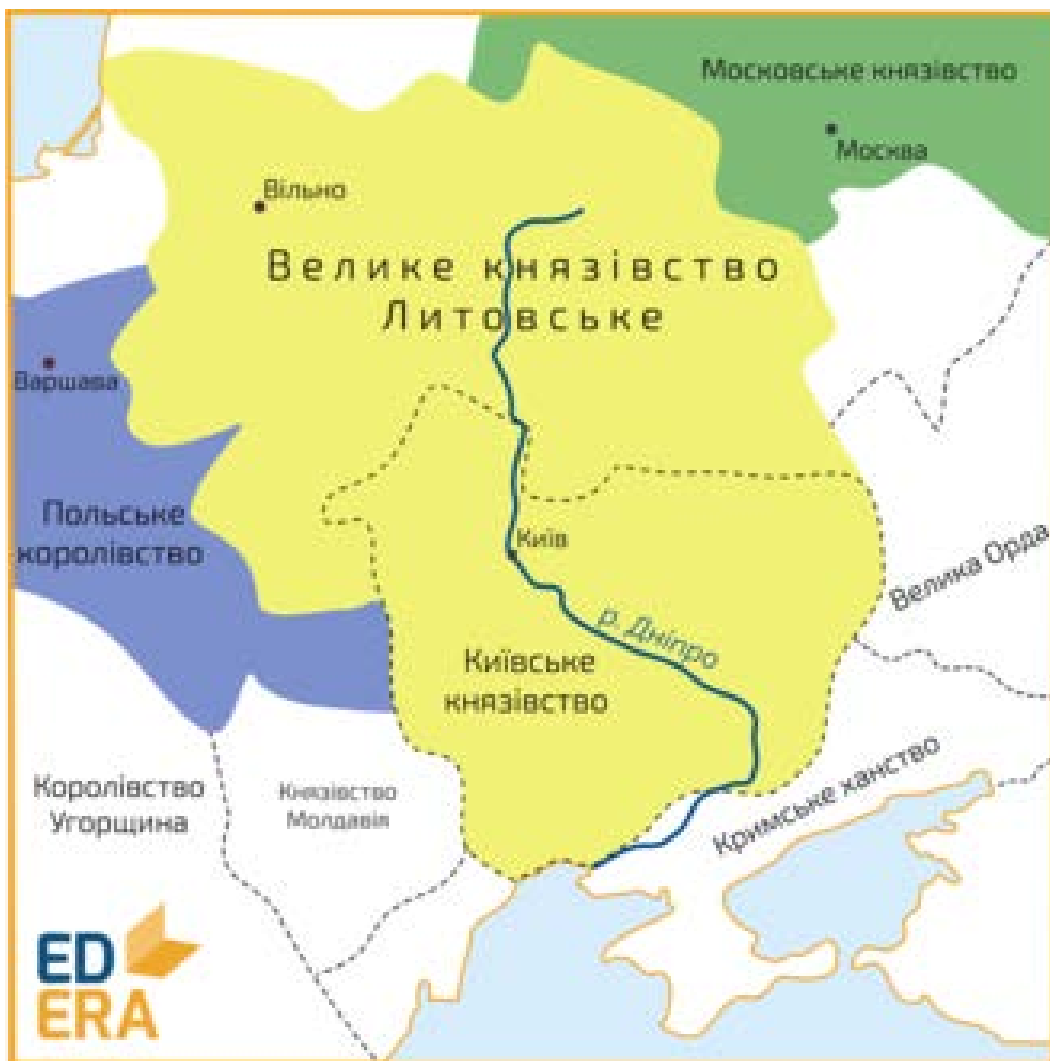 Московське князівство
Москва
Вільно
Велике князівство
Литовське
Варшава
Польське
королівство
Київ
Велика Орда
р. Дніпро
Київське
князівство
Королівство
Угорщина
Князівство
Молдавія
Кримське ханство
ED
ERA